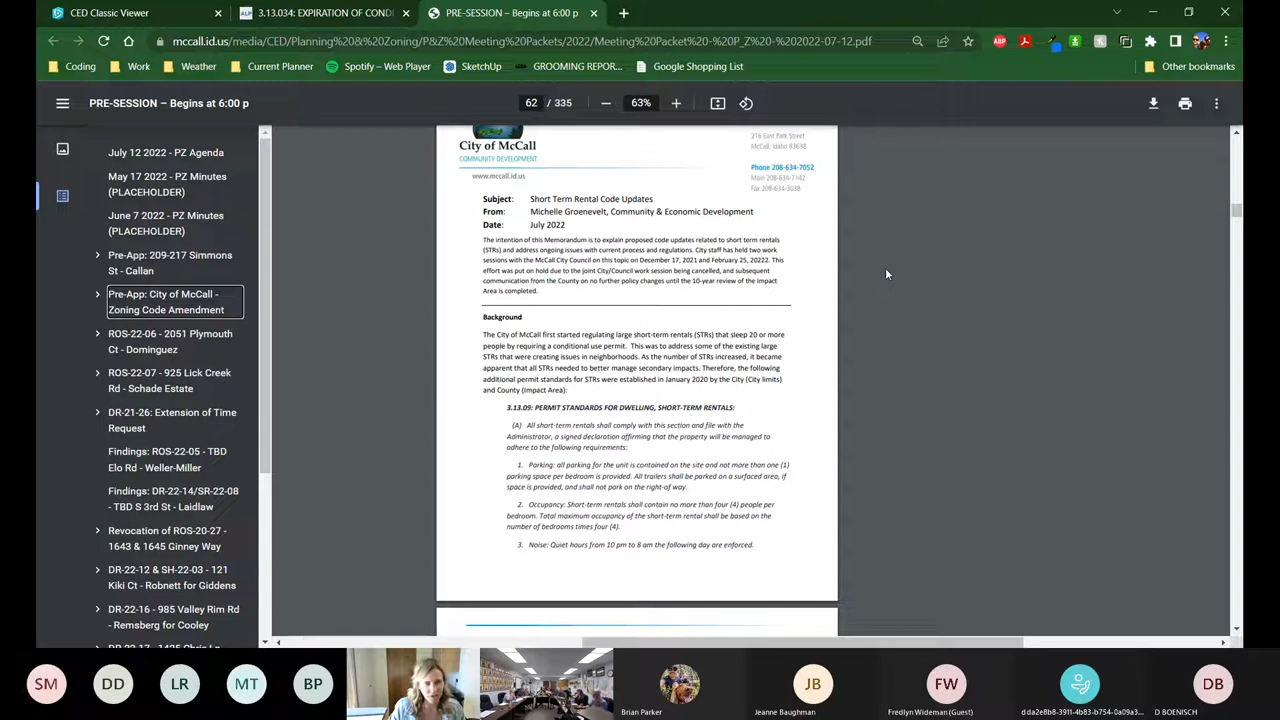 CED Classic Viewer
3.13.034: EXPIRATION OF COND
PRE-SESSION – Begins at 6:00 p
mccall.id.us/media/CED/Planning%20&%20Zoning/P&Z%20Meeting%20Packets/2022/Meeting%20Packet%20-%20P_Z%20-%202022-07-12.pdf
Coding
Work
Weather
Current Planner
Spotify – Web Player
SketchUp
GROOMING REPOR...
Google Shopping List
Other bookmarks
PRE-SESSION – Begins at 6:00 p
62 / 335
63%
July 12 2022 - PZ Agenda
May 17 2022 - PZ Minutes
(PLACEHOLDER)
June 7 2022 - PZ Minutes
(PLACEHOLDER)
Pre-App: 209-217 Simmons
St - Callan
Pre-App: City of McCall -
Zoning Code Amendment
ROS-22-06 - 2051 Plymouth
Ct - Dominguez
ROS-22-07 - 925 Lick Creek
Rd - Schade Estate
DR-21-26: Extension of Time
Request
Findings: ROS-22-05 - TBD
Elo Rd - Weller-Miller
Findings: DR-22-14/SR-22-08
- TBD S 3rd St - Laidlaw
Revocation of ROS-20-27 -
1643 & 1645 Ginney Way
DR-22-12 & SH-22-03 - 121
Kiki Ct - Robnett for Giddens
DR-22-16 - 985 Valley Rim Rd
- Remsberg for Cooley
City of McCall
COMMUNITY DEVELOPMENT
www.mccall.id.us
216 East Park Street
McCall, Idaho 83638
Phone 208-634-7052
Main 208-634-7142
Fax 208-634-3038
Subject: Short Term Rental Code Updates
From: Michelle Groenevelt, Community & Economic Development
Date: July 2022
The intention of this Memorandum is to explain proposed code updates related to short term rentals
(STRs) and address ongoing issues with current process and regulations. City staff has held two work
sessions with the McCall City Council on this topic on December 17, 2021 and February 25, 20222. This
effort was put on hold due to the joint City/Council work session being cancelled, and subsequent
communication from the County on no further policy changes until the 10-year review of the Impact
Area is completed.
Background
The City of McCall first started regulating large short-term rentals (STRs) that sleep 20 or more
people by requiring a conditional use permit. This was to address some of the existing large
STRs that were creating issues in neighborhoods. As the number of STRs increased, it became
apparent that all STRs needed to better manage secondary impacts. Therefore, the following
additional permit standards for STRs were established in January 2020 by the City (City limits)
and County (Impact Area):
3.13.09: PERMIT STANDARDS FOR DWELLING, SHORT-TERM RENTALS:
(A) All short-term rentals shall comply with this section and file with the
Administrator, a signed declaration affirming that the property will be managed to
adhere to the following requirements:
1. Parking: all parking for the unit is contained on the site and not more than one (1)
parking space per bedroom is provided. All trailers shall be parked on a surfaced area, if
space is provided, and shall not park on the right-of-way.
2. Occupancy: Short-term rentals shall contain no more than four (4) people per
bedroom. Total maximum occupancy of the short-term rental shall be based on the
number of bedrooms times four (4).
3. Noise: Quiet hours from 10 pm to 8 am the following day are enforced.
SM
DD
LR
MT
BP
Brian Parker
JB
Jeanne Baughman
FW
Fredlyn Wideman (Guest)
DB
D BOENISCH